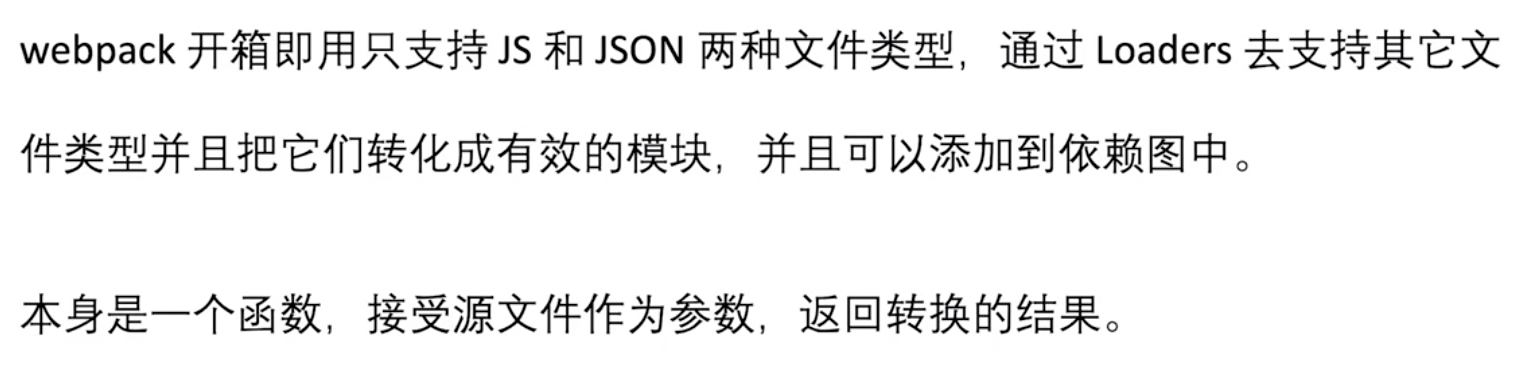 webpack 开箱即用只支持 JS 和 JSON 两种文件类型，通过 Loaders 去支持其它文
件类型并且把它们转化成有效的模块，并且可以添加到依赖图中。
本身是一个函数，接受源文件作为参数，返回转换的结果。